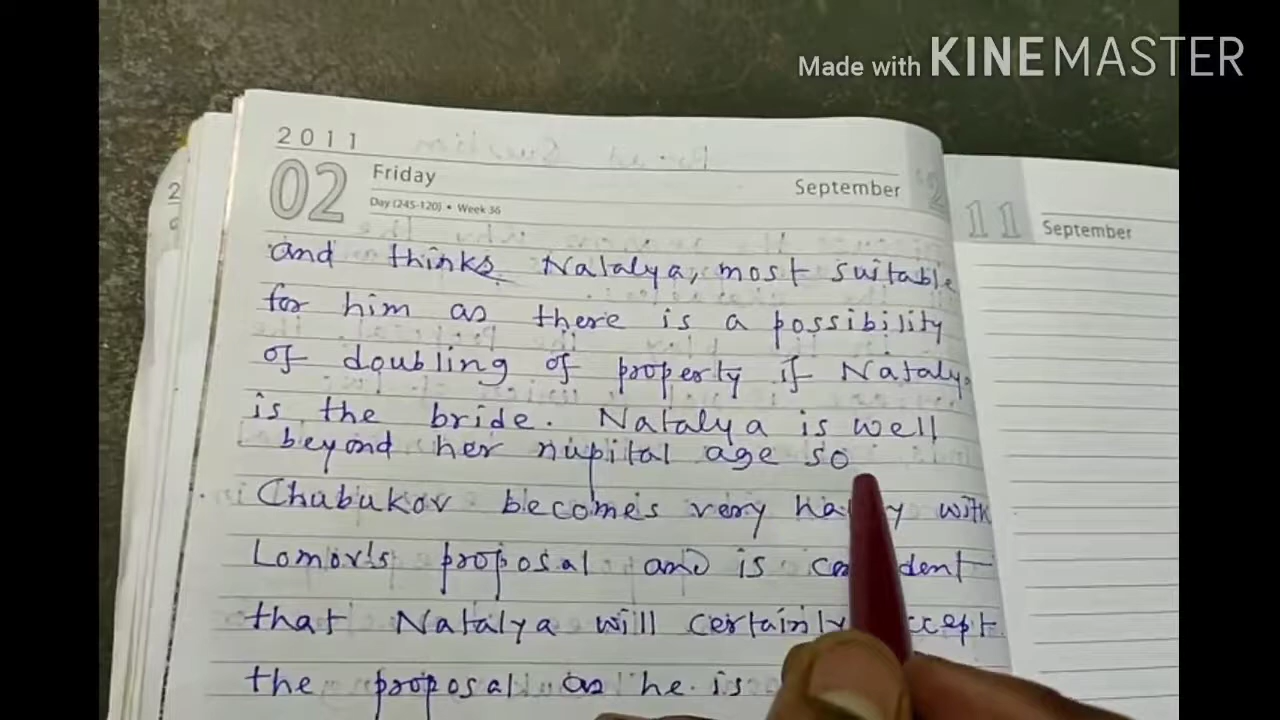 Made with KINEMASTER
2011
02 Friday September
Day (245-120) • Week 36
11 September
and thinks Natalya, most suitable
for him as there is a possibility
of doubling of property if Natalya
is the bride. Natalya is well
beyond her nupital age so
Chubukov becomes very with
Lomov's proposal and is
that Natalya will certainly
the proposal as he is